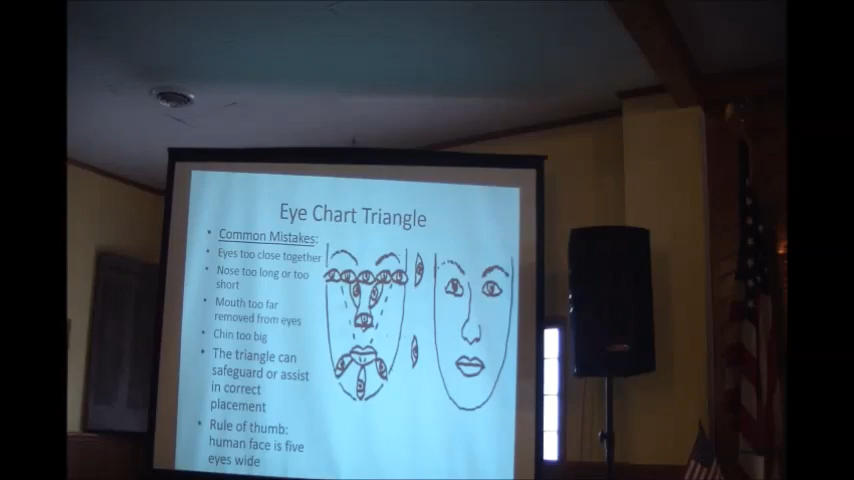 Eye Chart Triangle
• Common Mistakes:
• Eyes too close together
• Nose too long or too
short
• Mouth too far
removed from eyes
• Chin too big
• The triangle can
safeguard or assist
in correct
placement
• Rule of thumb:
human face is five
eyes wide